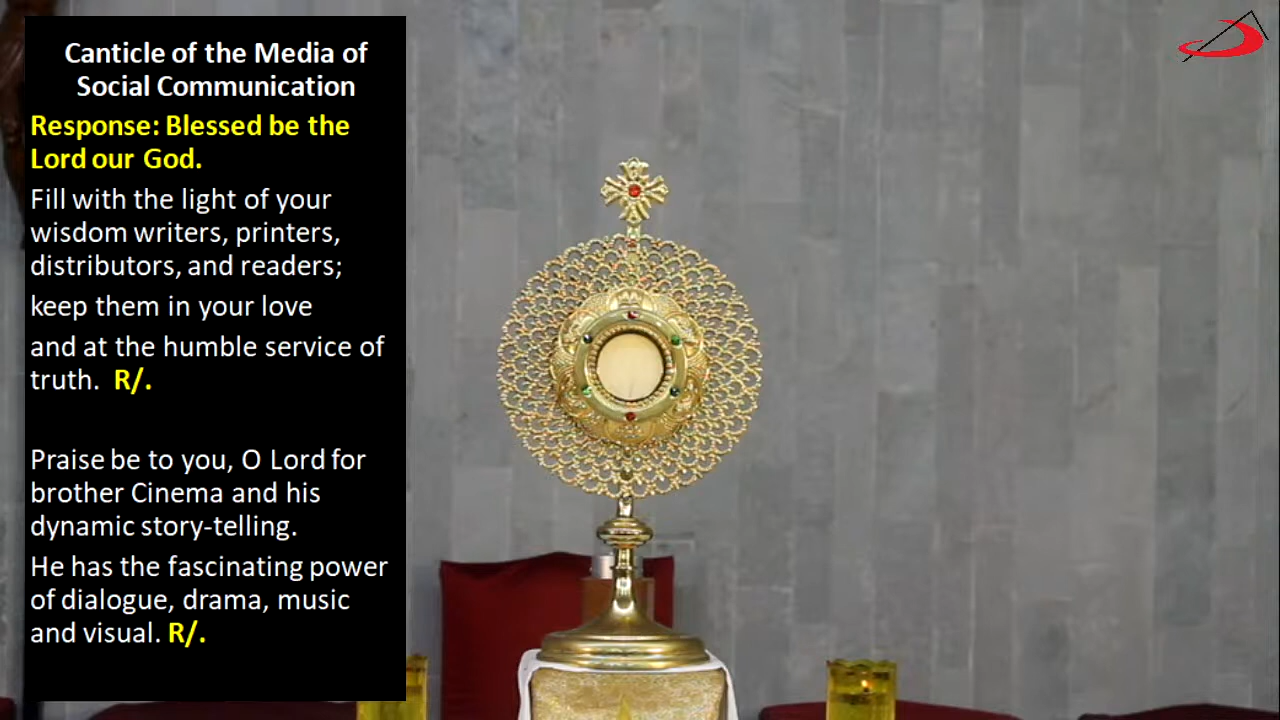 Canticle of the Media of
Social Communication
Response: Blessed be the
Lord our God.
Fill with the light of your
wisdom writers, printers,
distributors, and readers;
keep them in your love
and at the humble service of
truth. R/.
Praise be to you, O Lord for
brother Cinema and his
dynamic story-telling.
He has the fascinating power
of dialogue, drama, music
and visual. R/.